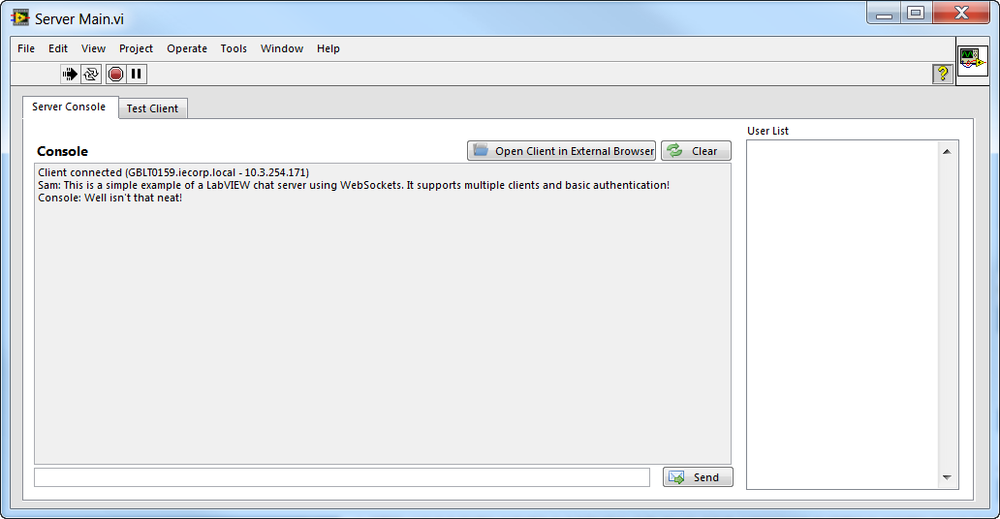 Server Main.vi
File Edit View Project Operate Tools Window Help
?
Server Console Test Client
User List
Console
Open Client in External Browser Clear
Client connected (GBLT0159.iecorp.local - 10.3.254.171)
Sam: This is a simple example of a LabVIEW chat server using WebSockets. It supports multiple clients and basic authentication!
Console: Well isn't that neat!
Send